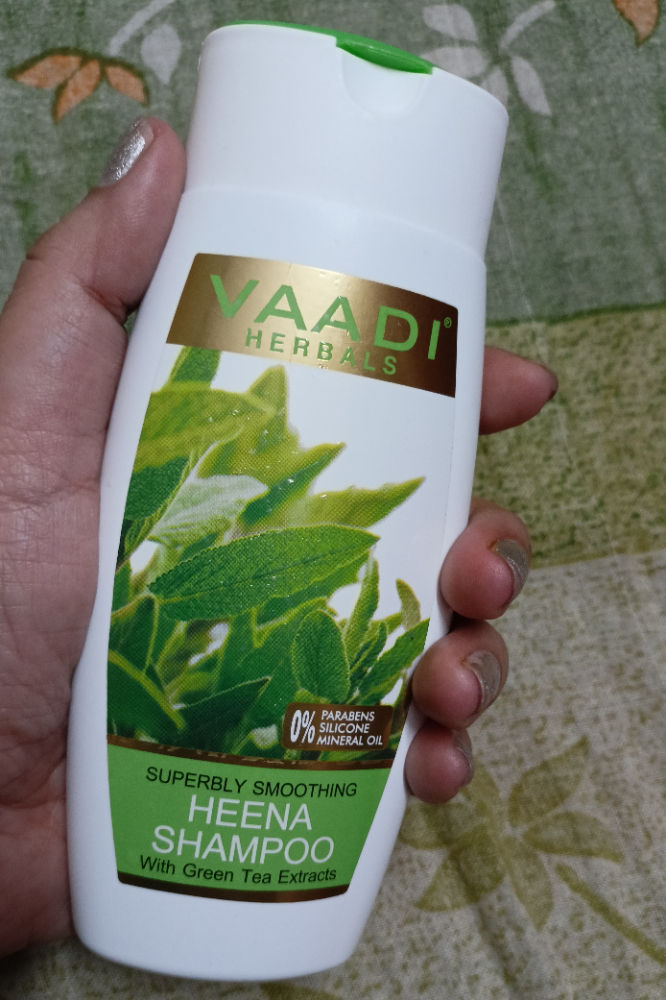 VAADI®
HERBALS
0% PARABENS
SILICONE
MINERAL OIL
SUPERBLY SMOOTHING
HEENA
SHAMPOO
With Green Tea Extracts